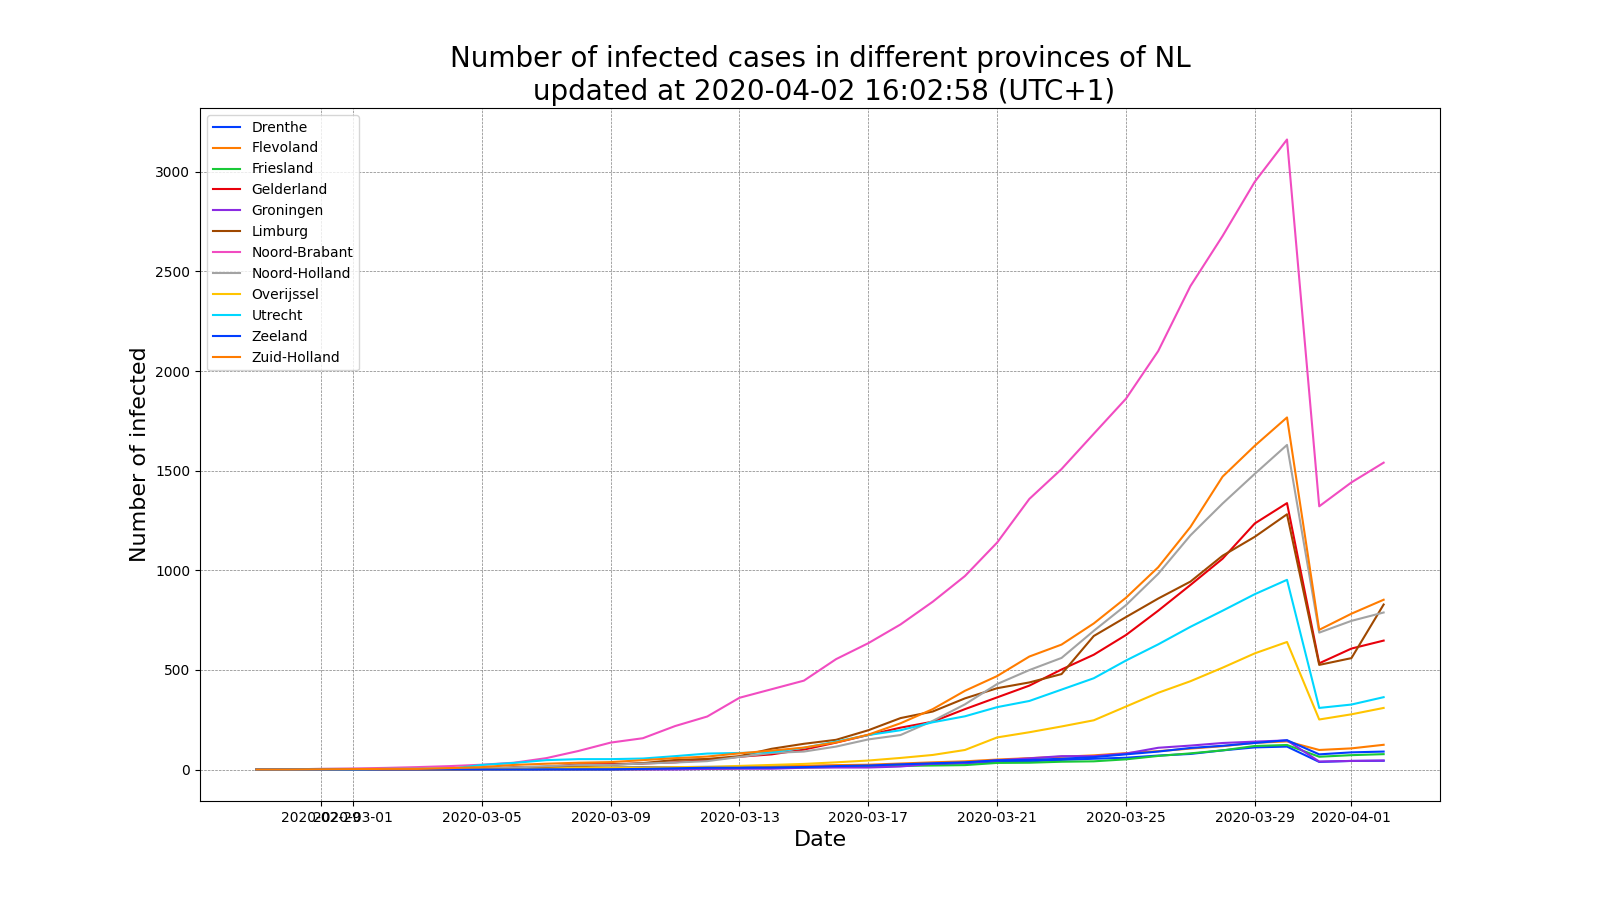 Number of infected cases in different provinces of NL
updated at 2020-04-02 16:02:58 (UTC+1)
Drenthe
Flevoland
Friesland
Gelderland
Groningen
Limburg
Noord-Brabant
Noord-Holland
Overijssel
Utrecht
Zeeland
Zuid-Holland
3000
2500
2000
1500
1000
500
0
Number of infected
2020-02-29 2020-03-01 2020-03-05 2020-03-09 2020-03-13 2020-03-17 2020-03-21 2020-03-25 2020-03-29 2020-04-01
Date